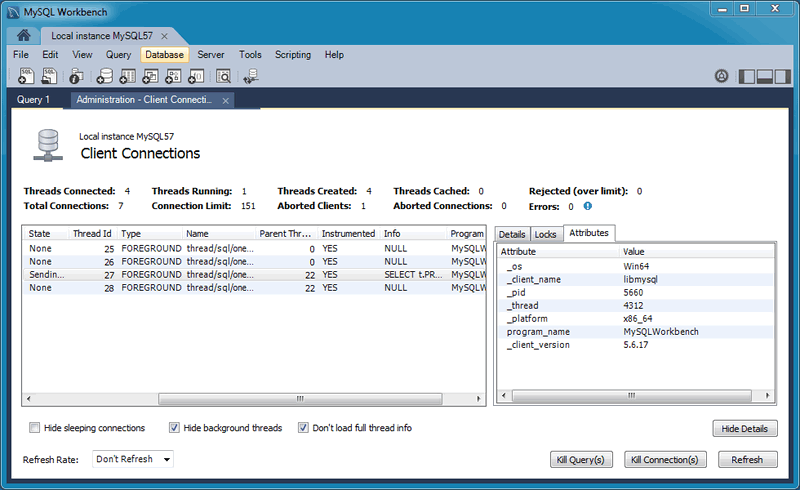 MySQL Workbench
Local instance MySQL57
File Edit View Query Database Server Tools Scripting Help
Query 1 Administration - Client Connecti...
Local instance MySQL57
Client Connections
Threads Connected: 4 Threads Running: 1 Threads Created: 4 Threads Cached: 0 Rejected (over limit): 0
Total Connections: 7 Connection Limit: 151 Aborted Clients: 1 Aborted Connections: 0 Errors: 0
Details Locks Attributes
State Thread Id Type Name Parent Thr... Instrumented Info Program
None 25 FOREGROUND thread/sql/one... 0 YES NULL MySQLW
None 26 FOREGROUND thread/sql/one... 0 YES NULL MySQLW
Sendin... 27 FOREGROUND thread/sql/one... 22 YES SELECT t.PR... MySQLW
None 28 FOREGROUND thread/sql/one... 22 YES NULL MySQLW
Attribute Value
_os Win64
_client_name libmysql
_pid 5660
_thread 4312
_platform x86_64
program_name MySQLWorkbench
_client_version 5.6.17
Hide sleeping connections Hide background threads Don't load full thread info Hide Details
Refresh Rate: Don't Refresh Kill Query(s) Kill Connection(s) Refresh